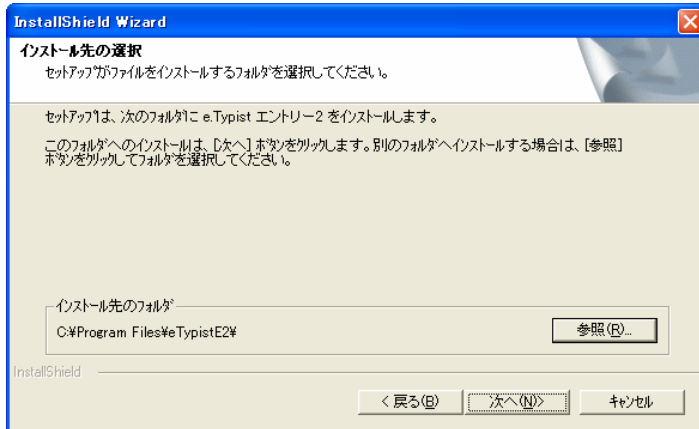 InstallShield Wizard
インストール先の選択
セットアップがファイルをインストールするフォルダを選択してください。
セットアップは、次のフォルダに e.Typist エントリー2 をインストールします。
このフォルダへのインストールは、[次へ] ボタンをクリックします。別のフォルダへインストールする場合は、[参照]
ボタンをクリックしてフォルダを選択してください。
インストール先のフォルダ
C:¥Program Files¥eTypistE2¥
参照(R)...
InstallShield
< 戻る(B)
次へ(N)>
キャンセル